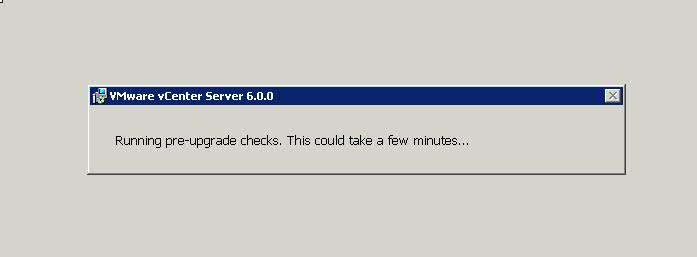 VMware vCenter Server 6.0.0
Running pre-upgrade checks. This could take a few minutes...